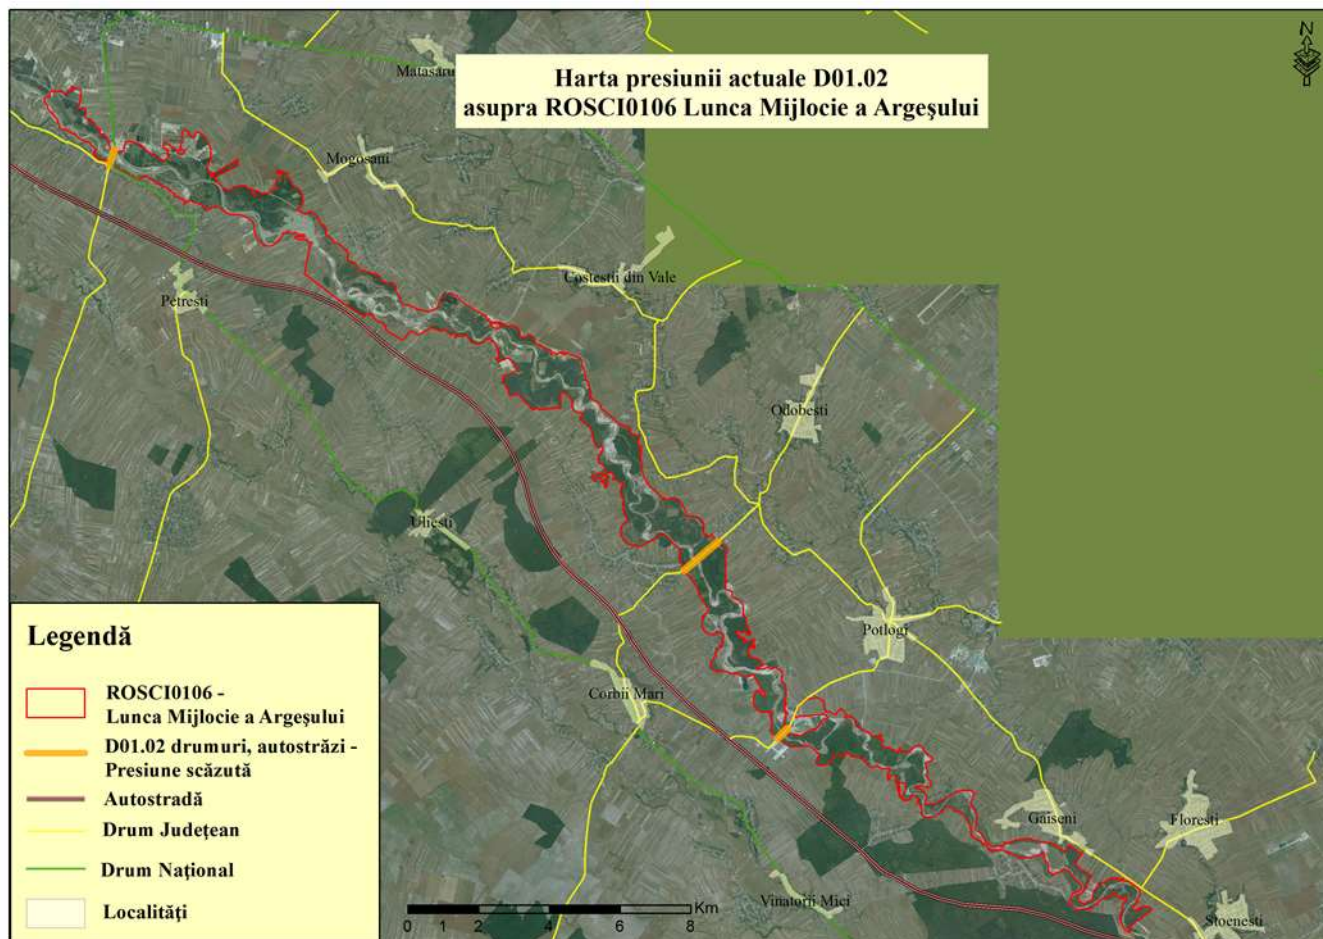 Harta presiunii actuale D01.02
asupra ROSCI0106 Lunca Mijlocie a Argeşului
N
Matasaru
Mogosani
Costestii din Vale
Petresti
Odobesti
Uliesti
Potlogi
Corbii Mari
Gaiseni
Floresti
Vinatorii Mici
Stoenesti
Legendă
ROSCI0106 -
Lunca Mijlocie a Argeşului
D01.02 drumuri, autostrăzi -
Presiune scăzută
Autostradă
Drum Judeţean
Drum Naţional
Localităţi
Km
0 2 4 6 8